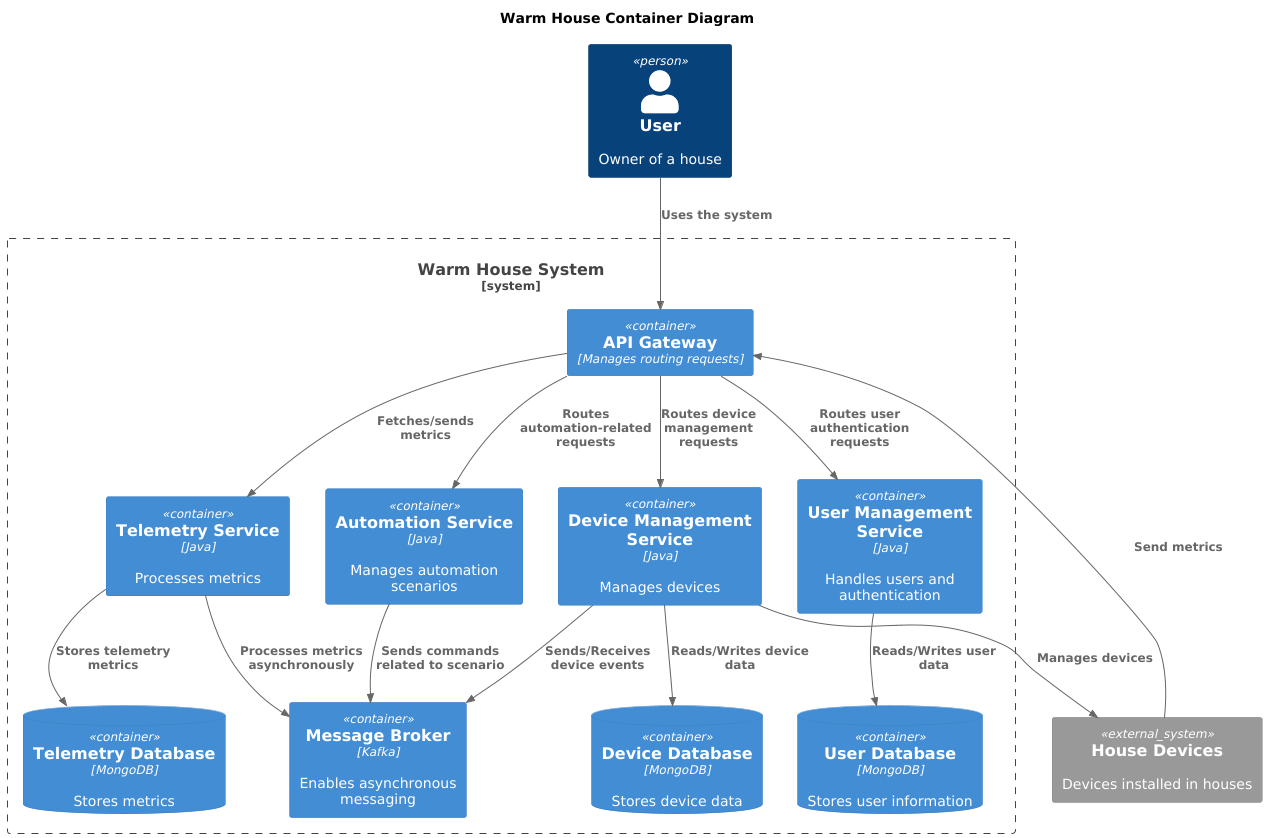 Warm House Container Diagram
«person»
User
Owner of a house
Uses the system
Warm House System
[system]
«container»
API Gateway
[Manages routing requests]
Fetches/sends
metrics
Routes
automation-related
requests
Routes device
management
requests
Routes user
authentication
requests
Send metrics
«container»
Telemetry Service
[Java]
Processes metrics
«container»
Automation Service
[Java]
Manages automation
scenarios
«container»
Device Management
Service
[Java]
Manages devices
«container»
User Management
Service
[Java]
Handles users and
authentication
Stores telemetry
metrics
Processes metrics
asynchronously
Sends commands
related to scenario
Sends/Receives
device events
Reads/Writes device
data
Reads/Writes user
data
Manages devices
«container»
Telemetry Database
[MongoDB]
Stores metrics
«container»
Message Broker
[Kafka]
Enables asynchronous
messaging
«container»
Device Database
[MongoDB]
Stores device data
«container»
User Database
[MongoDB]
Stores user information
«external_system»
House Devices
Devices installed in houses